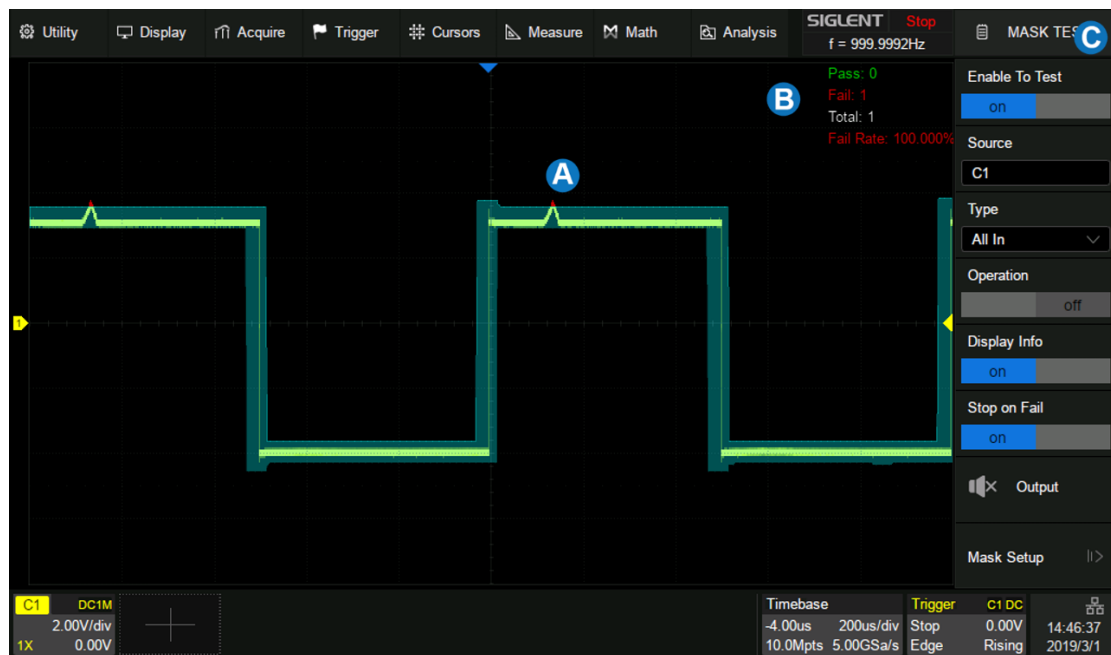 Utility
Display
Acquire
Trigger
Cursors
Measure
Math
Analysis
SIGLENT Stop
f = 999.9992Hz
MASK TES
C
Pass: 0
Fail: 1
Total: 1
Fail Rate: 100.000%
B
A
Enable To Test
on
Source
C1
Type
All In
Operation
off
Display Info
on
Stop on Fail
on
Output
Mask Setup
1
C1 DC1M
2.00V/div
1X 0.00V
Timebase
-4.00us 200us/div
10.0Mpts 5.00GSa/s
Trigger C1 DC
Stop 0.00V
Edge Rising
14:46:37
2019/3/1